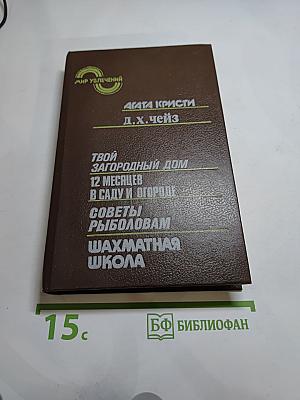 МИР УВЛЕЧЕНИЙ
АГАТА КРИСТИ
Д.Х.ЧЕЙЗ
ТВОЙ
ЗАГОРОДНЫЙ ДОМ
12 МЕСЯЦЕВ
В САДУ И ОГОРОДЕ
СОВЕТЫ
РЫБОЛОВАМ
ШАХМАТНАЯ
ШКОЛА
15с
БФ БИБЛИОФАН